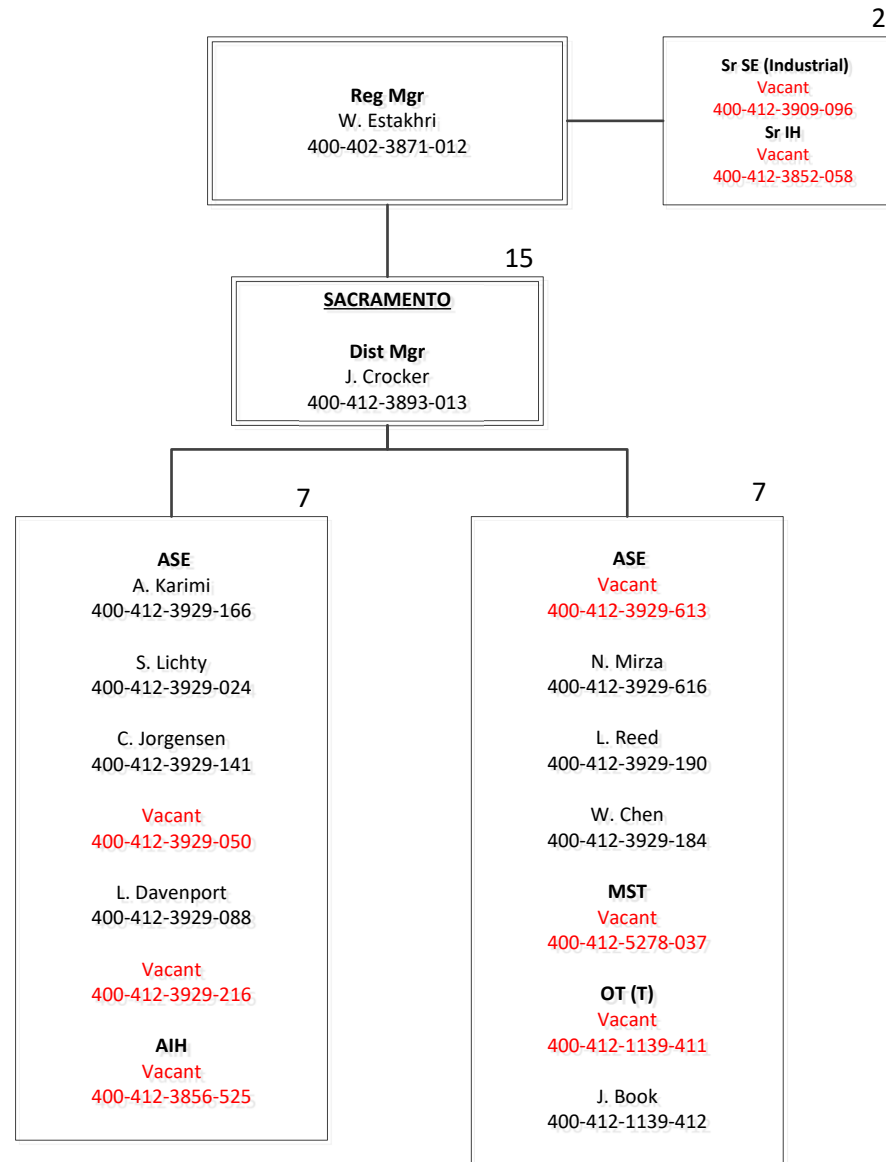 2
Reg Mgr
W. Estakhri
400-402-3871-012
Sr SE (Industrial)
Vacant
400-412-3909-096
Sr IH
Vacant
400-412-3852-058
15
SACRAMENTO
Dist Mgr
J. Crocker
400-412-3893-013
7
ASE
A. Karimi
400-412-3929-166
S. Lichty
400-412-3929-024
C. Jorgensen
400-412-3929-141
Vacant
400-412-3929-050
L. Davenport
400-412-3929-088
Vacant
400-412-3929-216
AIH
Vacant
400-412-3856-525
7
ASE
Vacant
400-412-3929-613
N. Mirza
400-412-3929-616
L. Reed
400-412-3929-190
W. Chen
400-412-3929-184
MST
Vacant
400-412-5278-037
OT (T)
Vacant
400-412-1139-411
J. Book
400-412-1139-412